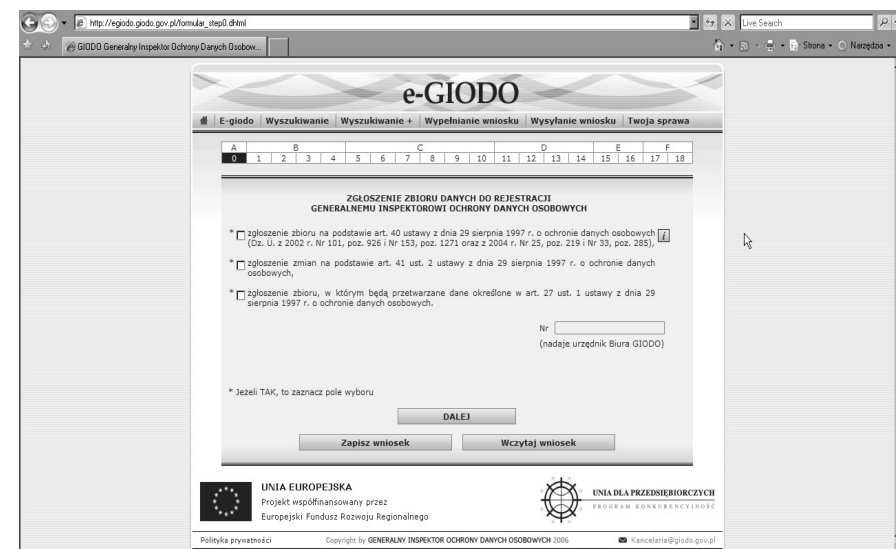 http://egiodo.giodo.gov.pl/formular_step0.dhtml
Live Search
GIODO Generalny Inspektor Ochrony Danych Osobow...
Strona
Narzędzia
e-GIODO
E-giodo Wyszukiwanie Wyszukiwanie + Wypełnianie wniosku Wysyłanie wniosku Twoja sprawa
A B C D E F
0 1 2 3 4 5 6 7 8 9 10 11 12 13 14 15 16 17 18
ZGŁOSZENIE ZBIORU DANYCH DO REJESTRACJI
GENERALNEMU INSPEKTOROWI OCHRONY DANYCH OSOBOWYCH
* zgłoszenie zbioru na podstawie art. 40 ustawy z dnia 29 sierpnia 1997 r. o ochronie danych osobowych i
(Dz. U. z 2002 r. Nr 101, poz. 926 i Nr 153, poz. 1271 oraz z 2004 r. Nr 25, poz. 219 i Nr 33, poz. 285),
* zgłoszenie zmian na podstawie art. 41 ust. 2 ustawy z dnia 29 sierpnia 1997 r. o ochronie danych
osobowych,
* zgłoszenie zbioru, w którym będą przetwarzane dane określone w art. 27 ust. 1 ustawy z dnia 29
sierpnia 1997 r. o ochronie danych osobowych.
Nr
(nadaje urzędnik Biura GIODO)
* Jeżeli TAK, to zaznacz pole wyboru
DALEJ
Zapisz wniosek Wczytaj wniosek
UNIA EUROPEJSKA
Projekt współfinansowany przez
Europejski Fundusz Rozwoju Regionalnego
UNIA DLA PRZEDSIĘBIORCZYCH
PROGRAM KONKURENCYJNOŚĆ
Polityka prywatności Copyright by GENERALNY INSPEKTOR OCHRONY DANYCH OSOBOWYCH 2006 Kancelaria@giodo.gov.pl